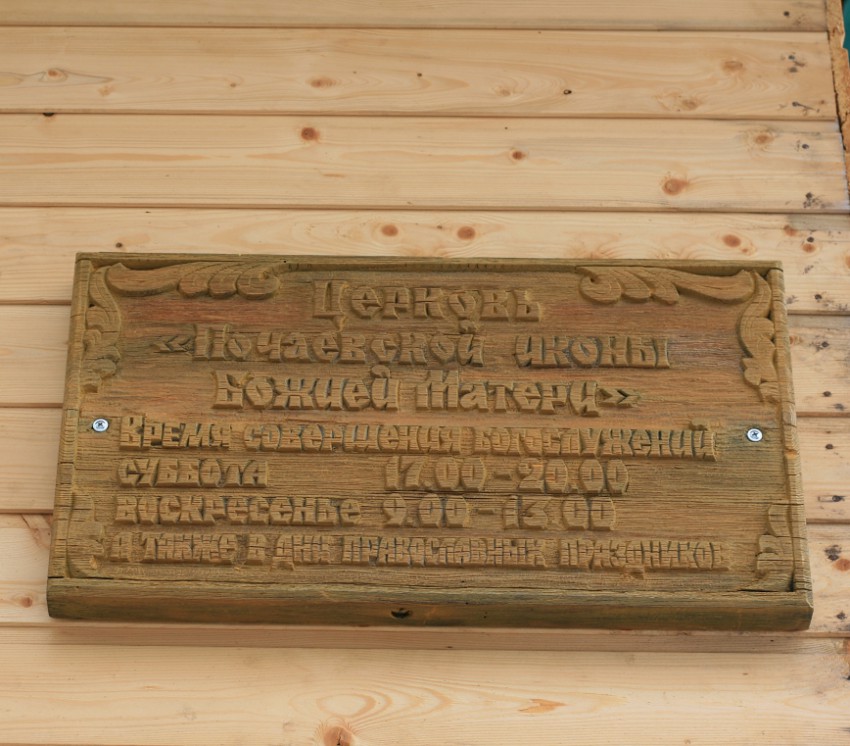 Церковь
«Почаевской иконы
Божией Матери»
Время совершения богослужений
суббота 17.00-20.00
воскресенье 9.00-13.00
а также в дни православных праздников